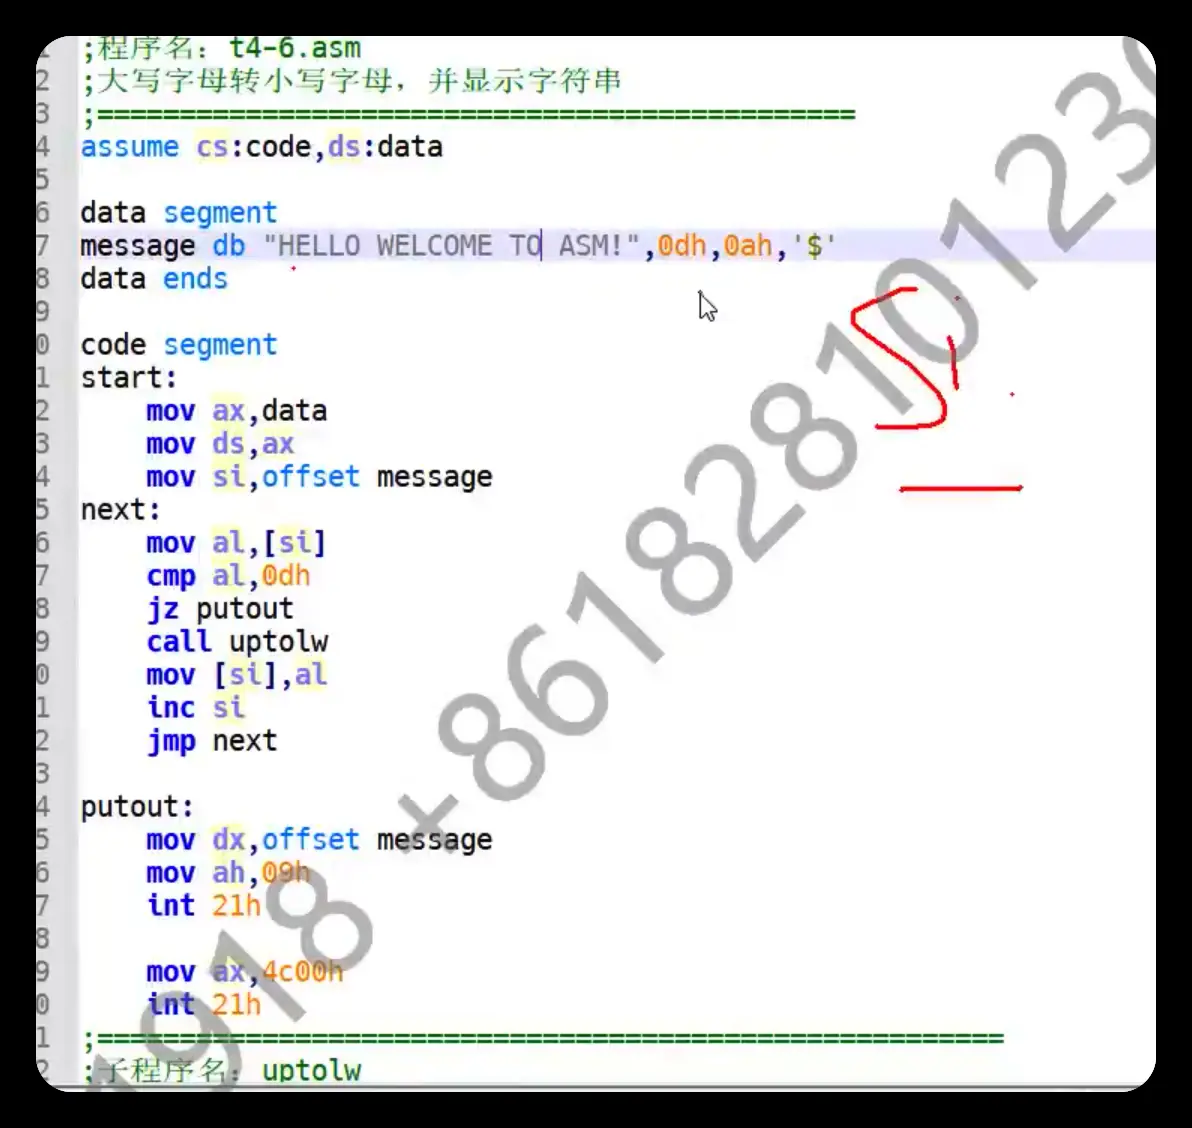 1 ;程序名: t4-6.asm
2 ;大写字母转小写字母，并显示字符串
3 ;==============================================
4 assume cs:code,ds:data
5
6 data segment
7 message db "HELLO WELCOME TO ASM!",0dh,0ah,'$'
8 data ends
9
0 code segment
1 start:
2     mov ax,data
3     mov ds,ax
4     mov si,offset message
5 next:
6     mov al,[si]
7     cmp al,0dh
8     jz putout
9     call uptolw
0     mov [si],al
1     inc si
2     jmp next
3
4 putout:
5     mov dx,offset message
6     mov ah,09h
7     int 21h
8
9     mov ax,4c00h
0     int 21h
1 ;=======================================================
2 ;子程序名: uptolw
918 +8618281012